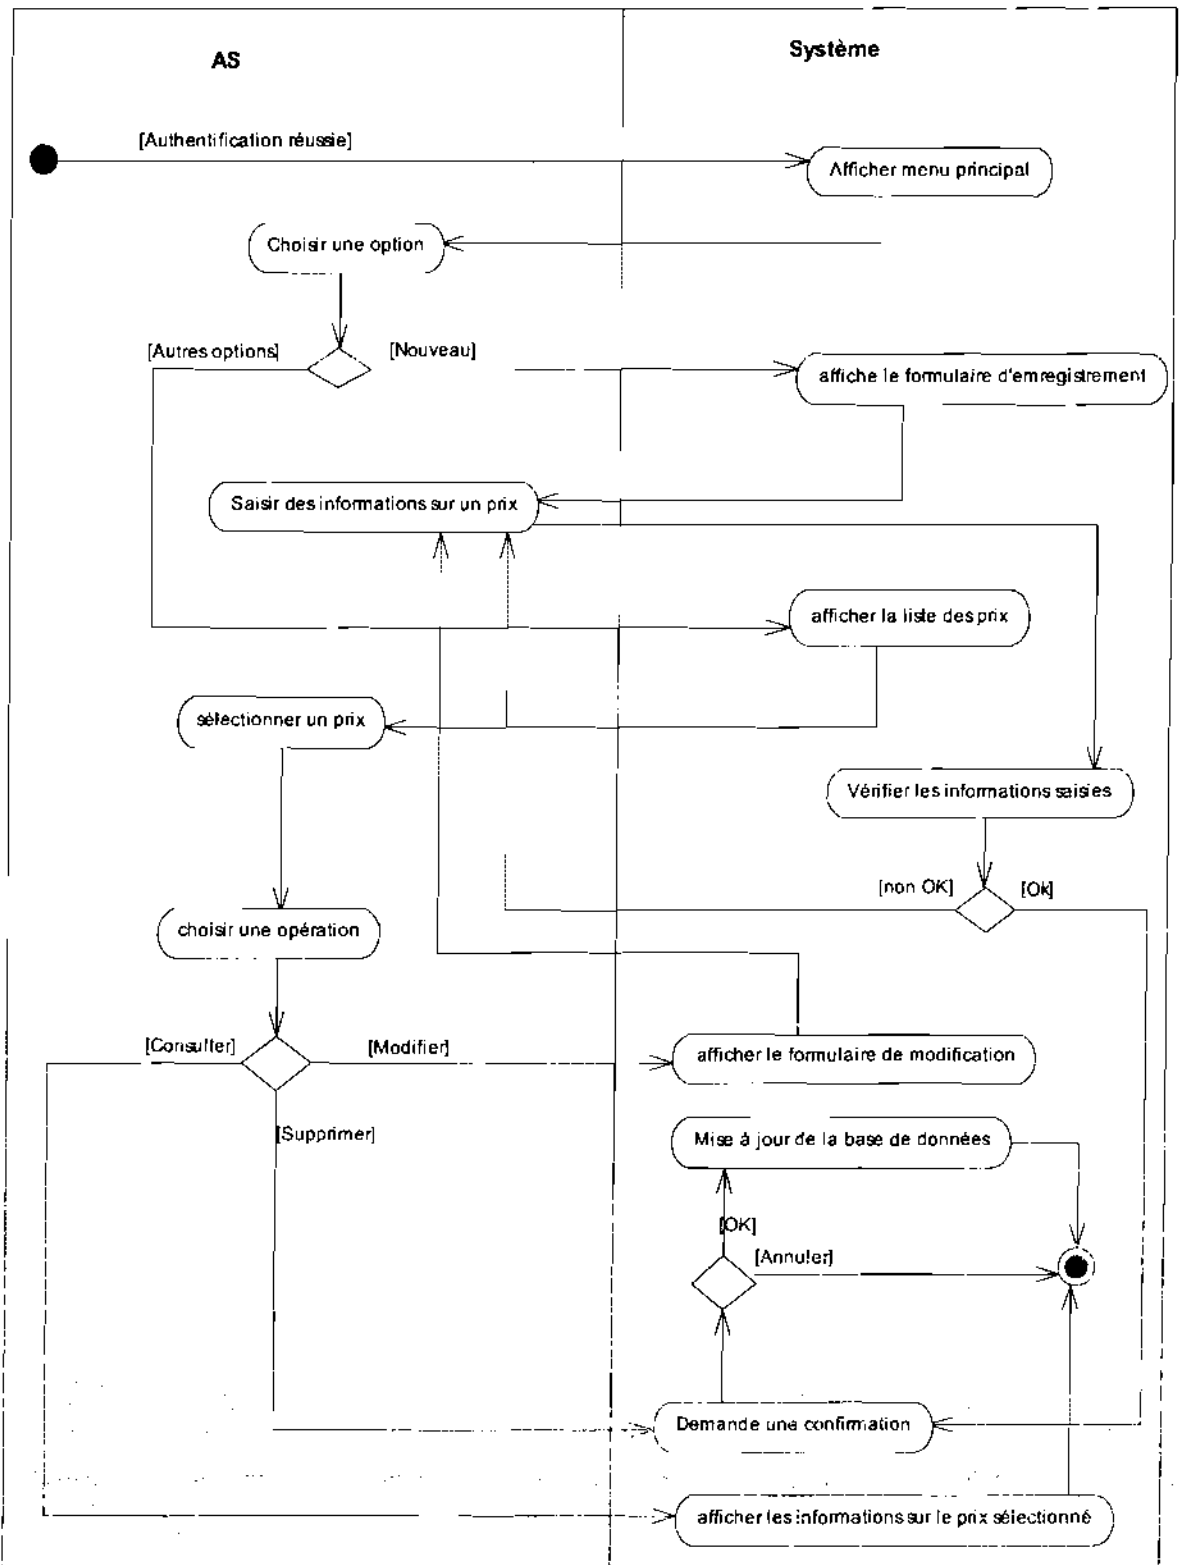 AS
Système
[Authentification réussie]
Afficher menu principal
Choisir une option
[Autres options]
[Nouveau]
affiche le formulaire d'emregistrement
Saisir des informations sur un prix
afficher la liste des prix
sélectionner un prix
Vérifier les informations saisies
[non OK]
[Ok]
choisir une opération
[Consulter]
[Modifier]
afficher le formulaire de modification
[Supprimer]
Mise à jour de la base de données
[OK]
[Annuler]
Demande une confirmation
afficher les informations sur le prix sélectionné